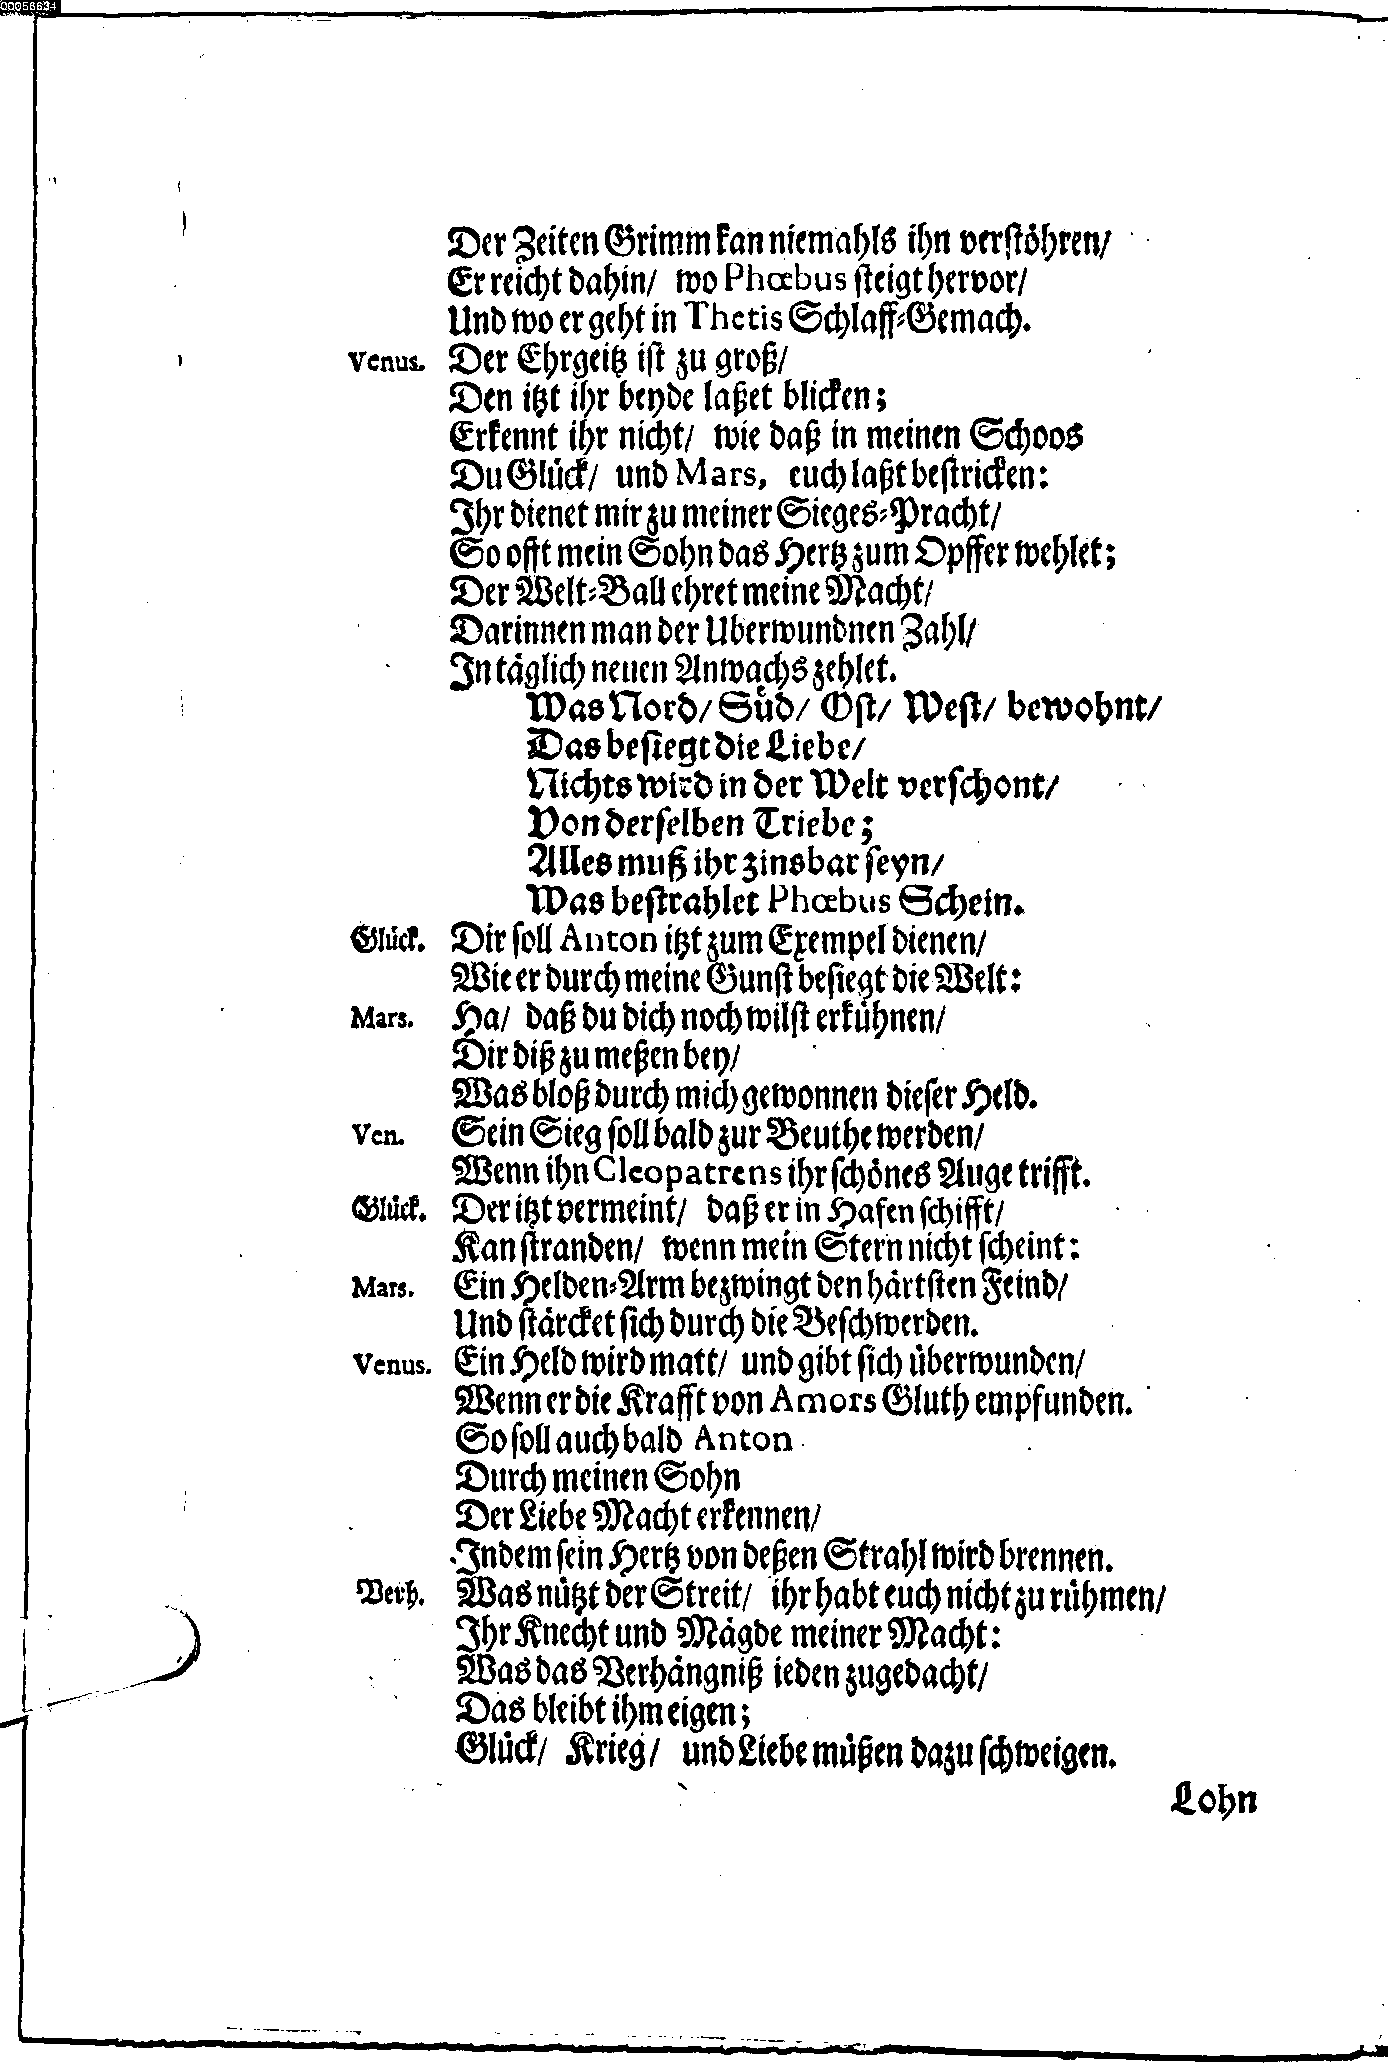 00056634
Der Zeiten Grimm kan niemahls ihn verstöhren/
Er reicht dahin/ wo Phœbus steigt hervor/
Und wo er geht in Thetis Schlaff-Gemach.
Venus. Der Ehrgeitz ist zu groß/
Den itzt ihr beyde laßet blicken;
Erkennt ihr nicht/ wie daß in meinen Schoos
Du Glück/ und Mars, euch laßt bestricken:
Ihr dienet mir zu meiner Sieges-Pracht/
So offt mein Sohn das Hertz zum Opffer wehlet;
Der Welt-Ball ehret meine Macht/
Darinnen man der Uberwundnen Zahl/
In täglich neuen Anwachs zehlet.
Was Nord/ Süd/ Ost/ West/ bewohnt/
Das besiegt die Liebe/
Nichts wird in der Welt verschont/
Von derselben Triebe;
Alles muß ihr zinsbar seyn/
Was bestrahlet Phœbus Schein.
Glück. Dir soll Anton itzt zum Exempel dienen/
Wie er durch meine Gunst besiegt die Welt:
Mars. Ha/ daß du dich noch wilst erkühnen/
Dir diß zu meßen bey/
Was bloß durch mich gewonnen dieser Held.
Ven. Sein Sieg soll bald zur Beuthe werden/
Wenn ihn Cleopatrens ihr schönes Auge trifft.
Glück. Der itzt vermeint/ daß er in Hafen schifft/
Kan stranden/ wenn mein Stern nicht scheint:
Mars. Ein Helden-Arm bezwingt den härtsten Feind/
Und stärcket sich durch die Beschwerden.
Venus. Ein Held wird matt/ und gibt sich überwunden/
Wenn er die Krafft von Amors Gluth empfunden.
So soll auch bald Anton
Durch meinen Sohn
Der Liebe Macht erkennen/
Indem sein Hertz von deßen Strahl wird brennen.
Verh. Was nützt der Streit/ ihr habt euch nicht zu rühmen/
Ihr Knecht und Mägde meiner Macht:
Was das Verhängniß ieden zugedacht/
Das bleibt ihm eigen;
Glück/ Krieg/ und Liebe müßen dazu schweigen.
Lohn